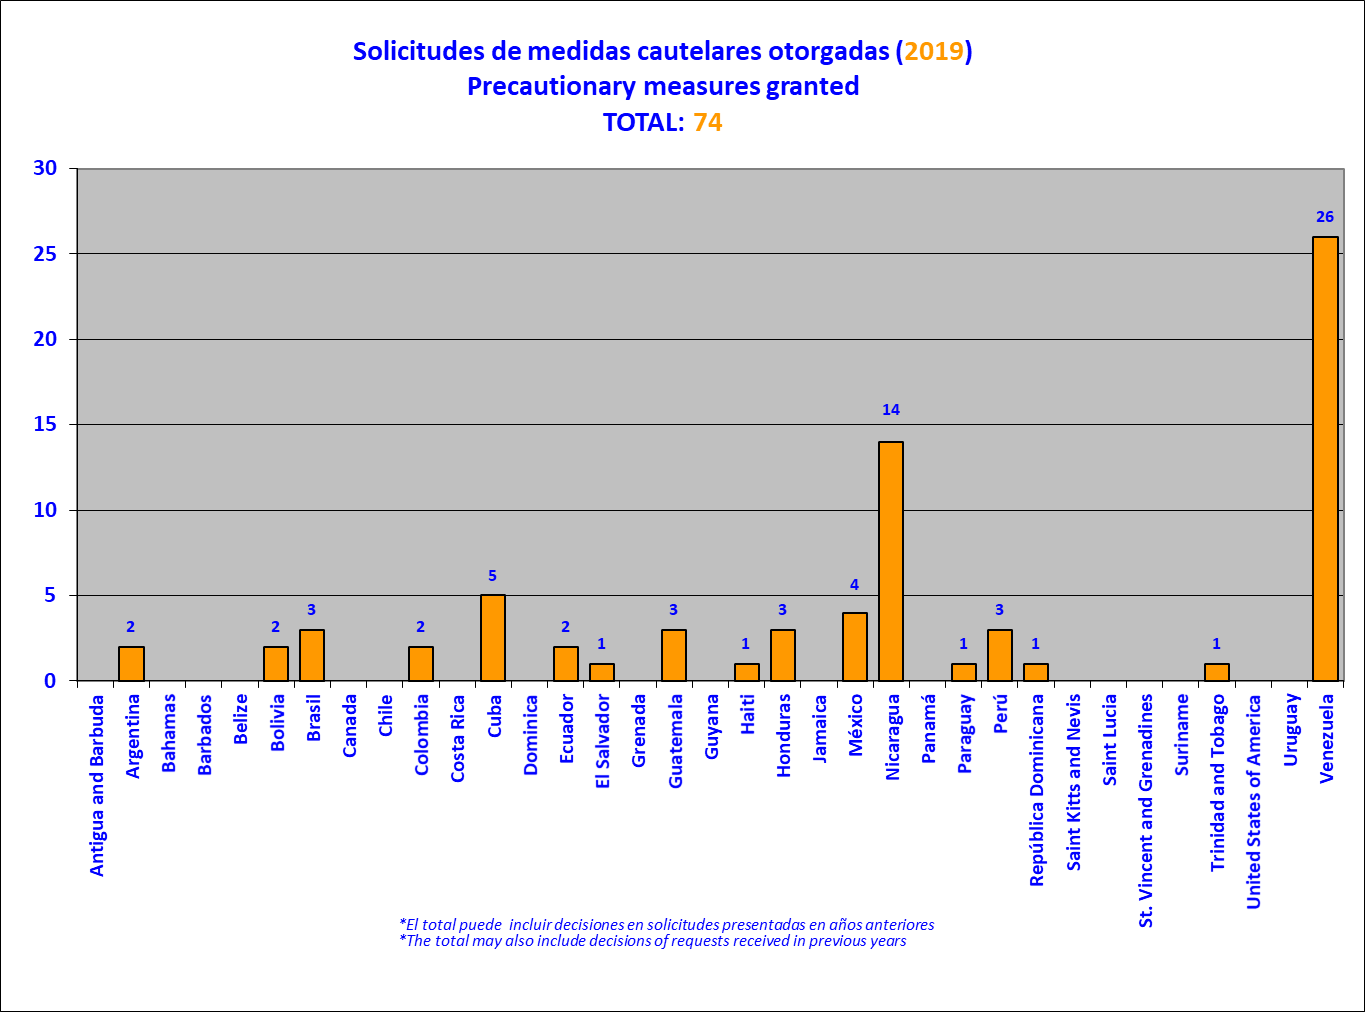 Solicitudes de medidas cautelares otorgadas (2019)
Precautionary measures granted
TOTAL: 74
30
25
20
15
10
5
0
2
2
3
2
5
2
1
3
1
3
4
14
1
3
1
1
26
Antigua and Barbuda
Argentina
Bahamas
Barbados
Belize
Bolivia
Brasil
Canada
Chile
Colombia
Costa Rica
Cuba
Dominica
Ecuador
El Salvador
Grenada
Guatemala
Guyana
Haiti
Honduras
Jamaica
México
Nicaragua
Panamá
Paraguay
Perú
República Dominicana
Saint Kitts and Nevis
Saint Lucia
St. Vincent and Grenadines
Suriname
Trinidad and Tobago
United States of America
Uruguay
Venezuela
*El total puede  incluir decisiones en solicitudes presentadas en años anteriores
*The total may also include decisions of requests received in previous years